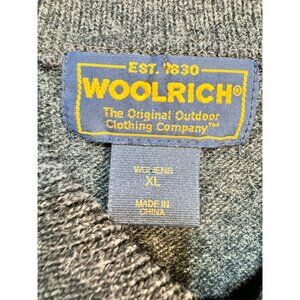 EST. 1830
WOOLRICH®
The Original Outdoor
Clothing Company™
WOMENS
XL
MADE IN
CHINA